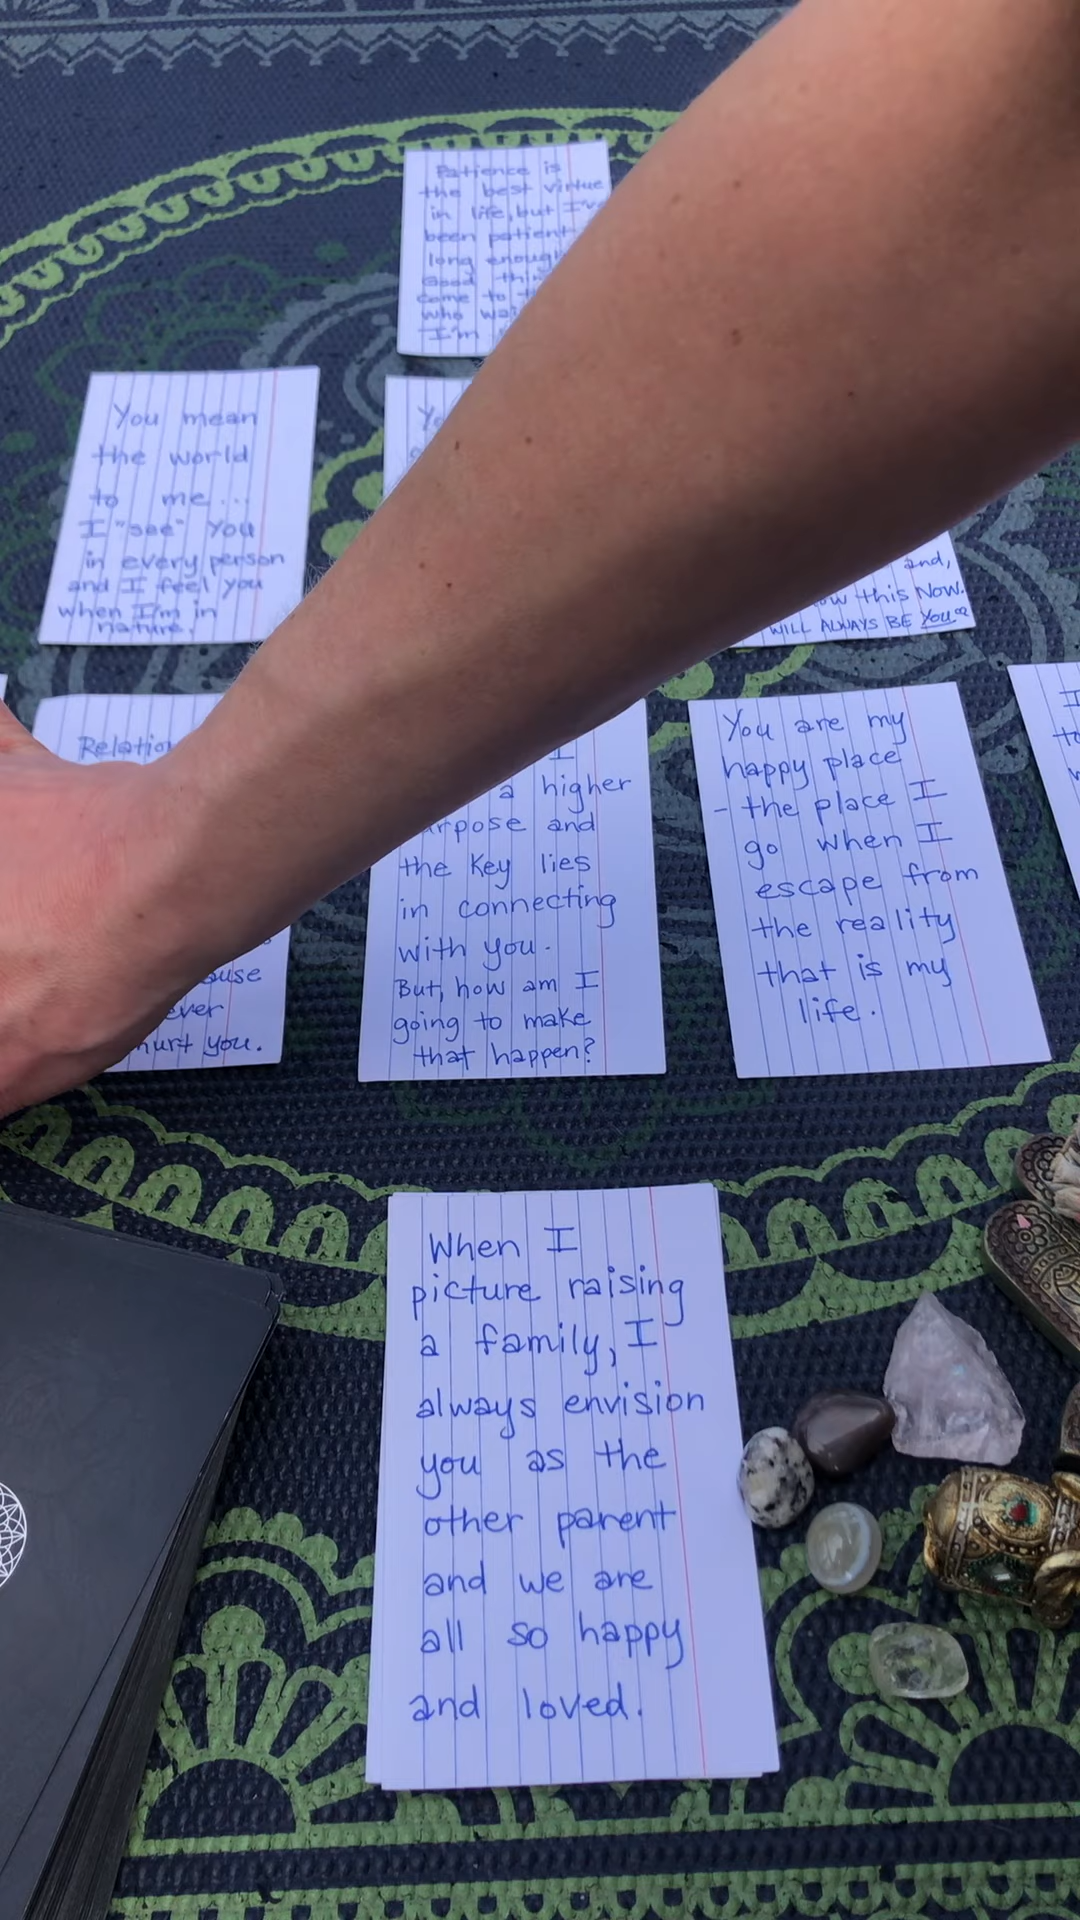 Patience is
the best virtue
in life, but I've
been patient
long enough
Good
come to
who
I'm
You mean
the world
to me...
I "see" you
in every person
and I feel you
when I'm in
nature.
and,
this Now.
WILL ALWAYS BE YOU
I
a higher
and
the key lies
in connecting
with you.
But, how am I
going to make
that happen?
You are my
happy place
- the place I
go when I
escape from
the reality
that is my
life.
I
hurt you.
When I
picture raising
a family, I
always envision
you as the
other parent
and we are
all so happy
and loved.